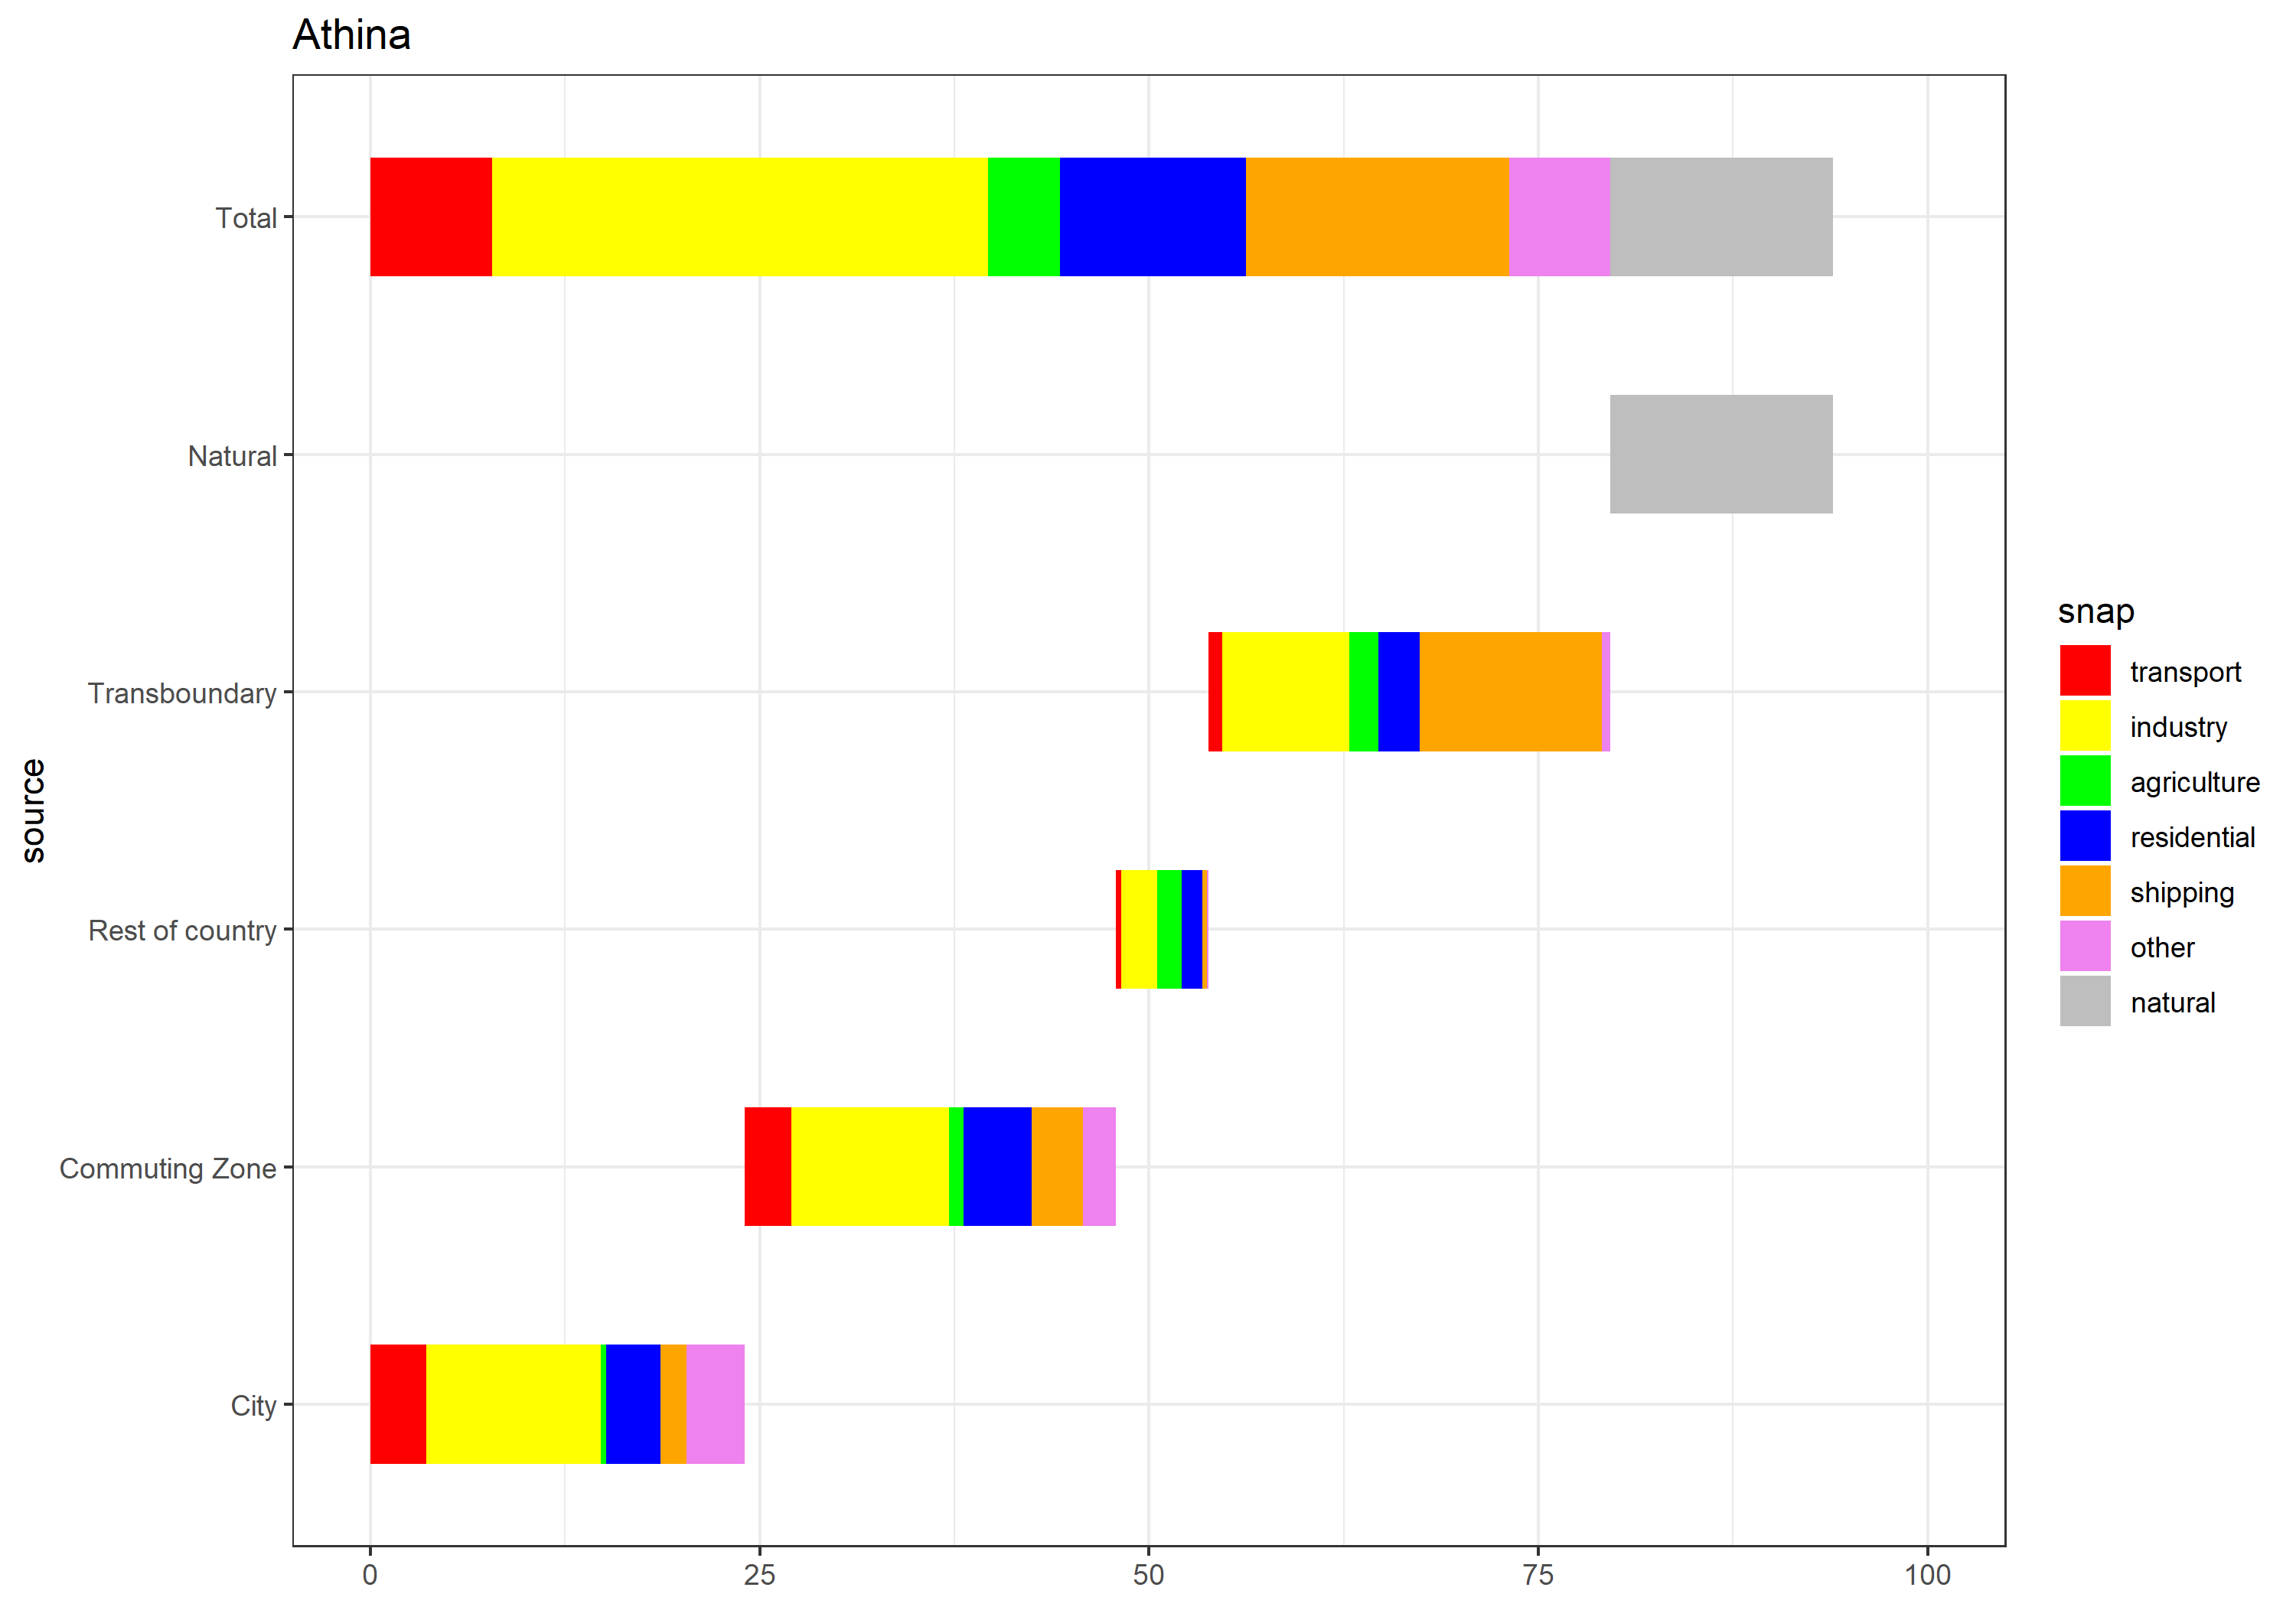 Athina
source
Total
Natural
Transboundary
Rest of country
Commuting Zone
City
0 25 50 75 100
snap
transport
industry
agriculture
residential
shipping
other
natural